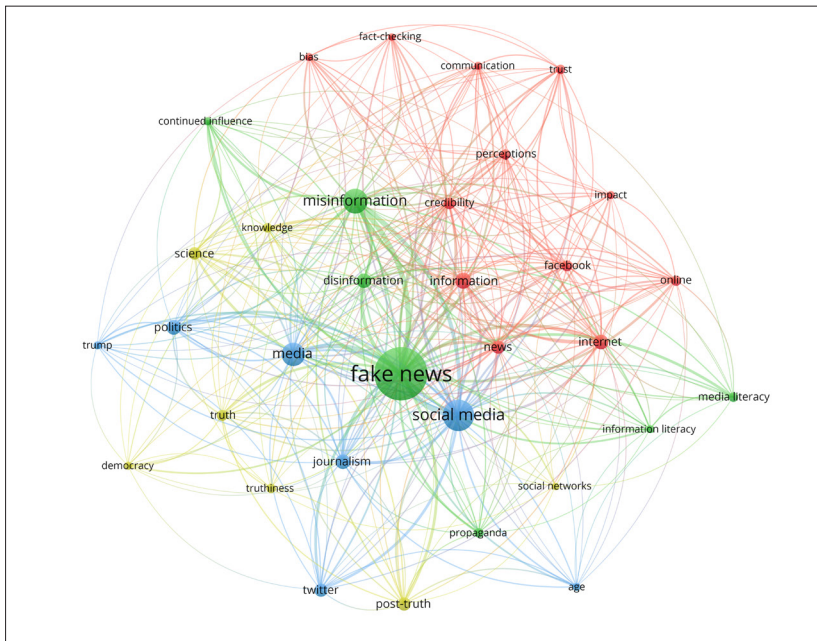 fact-checking
bias
communication
trust
continued influence
perceptions
impact
misinformation
credibility
knowledge
science
facebook
disinformation
information
online
politics
trump
media
news
internet
fake news
media literacy
truth
social media
information literacy
journalism
democracy
truthiness
social networks
propaganda
twitter
age
post-truth